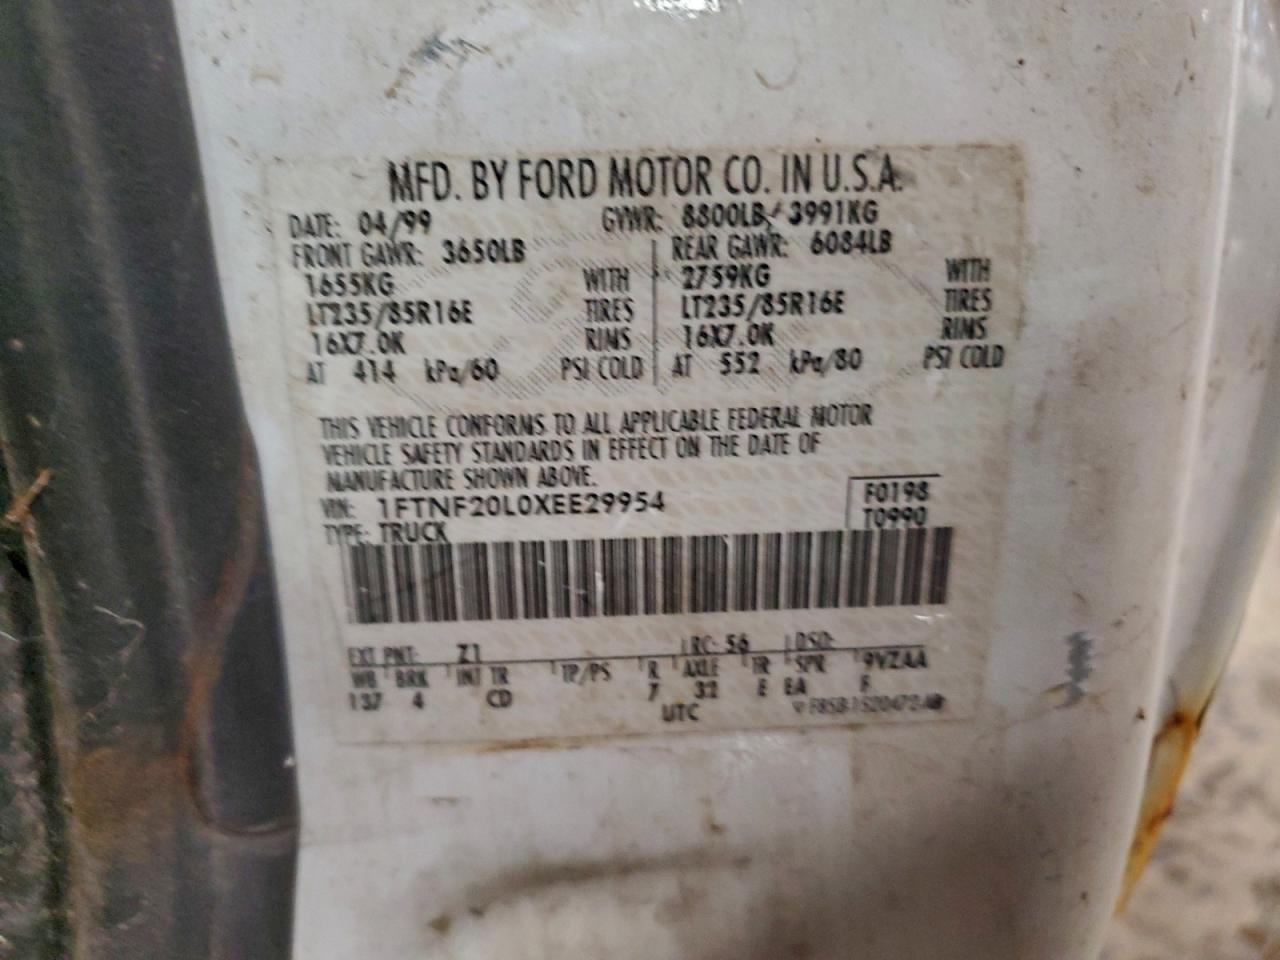 MFD. BY FORD MOTOR CO. IN U.S.A.
DATE: 04/99 GVWR: 8800LB/ 3991KG
FRONT GAWR: 3650LB REAR GAWR: 6084LB
1655KG WITH 2759KG WITH
LT235/85R16E TIRES LT235/85R16E TIRES
16X7.0K RIMS 16X7.0K RIMS
AT 414 kPa/60 PSI COLD AT 552 kPa/80 PSI COLD
THIS VEHICLE CONFORMS TO ALL APPLICABLE FEDERAL MOTOR
VEHICLE SAFETY STANDARDS IN EFFECT ON THE DATE OF
MANUFACTURE SHOWN ABOVE.
VIN: 1FTNF20L0XEE29954 F0198
TYPE: TRUCK T0990
EXT PNT: Z1 RC: 56 DSO:
WB BRK INT TR TP/PS R AXLE TR SPR 9VZAA
137 4 CD 7 32 E EA F
UTC